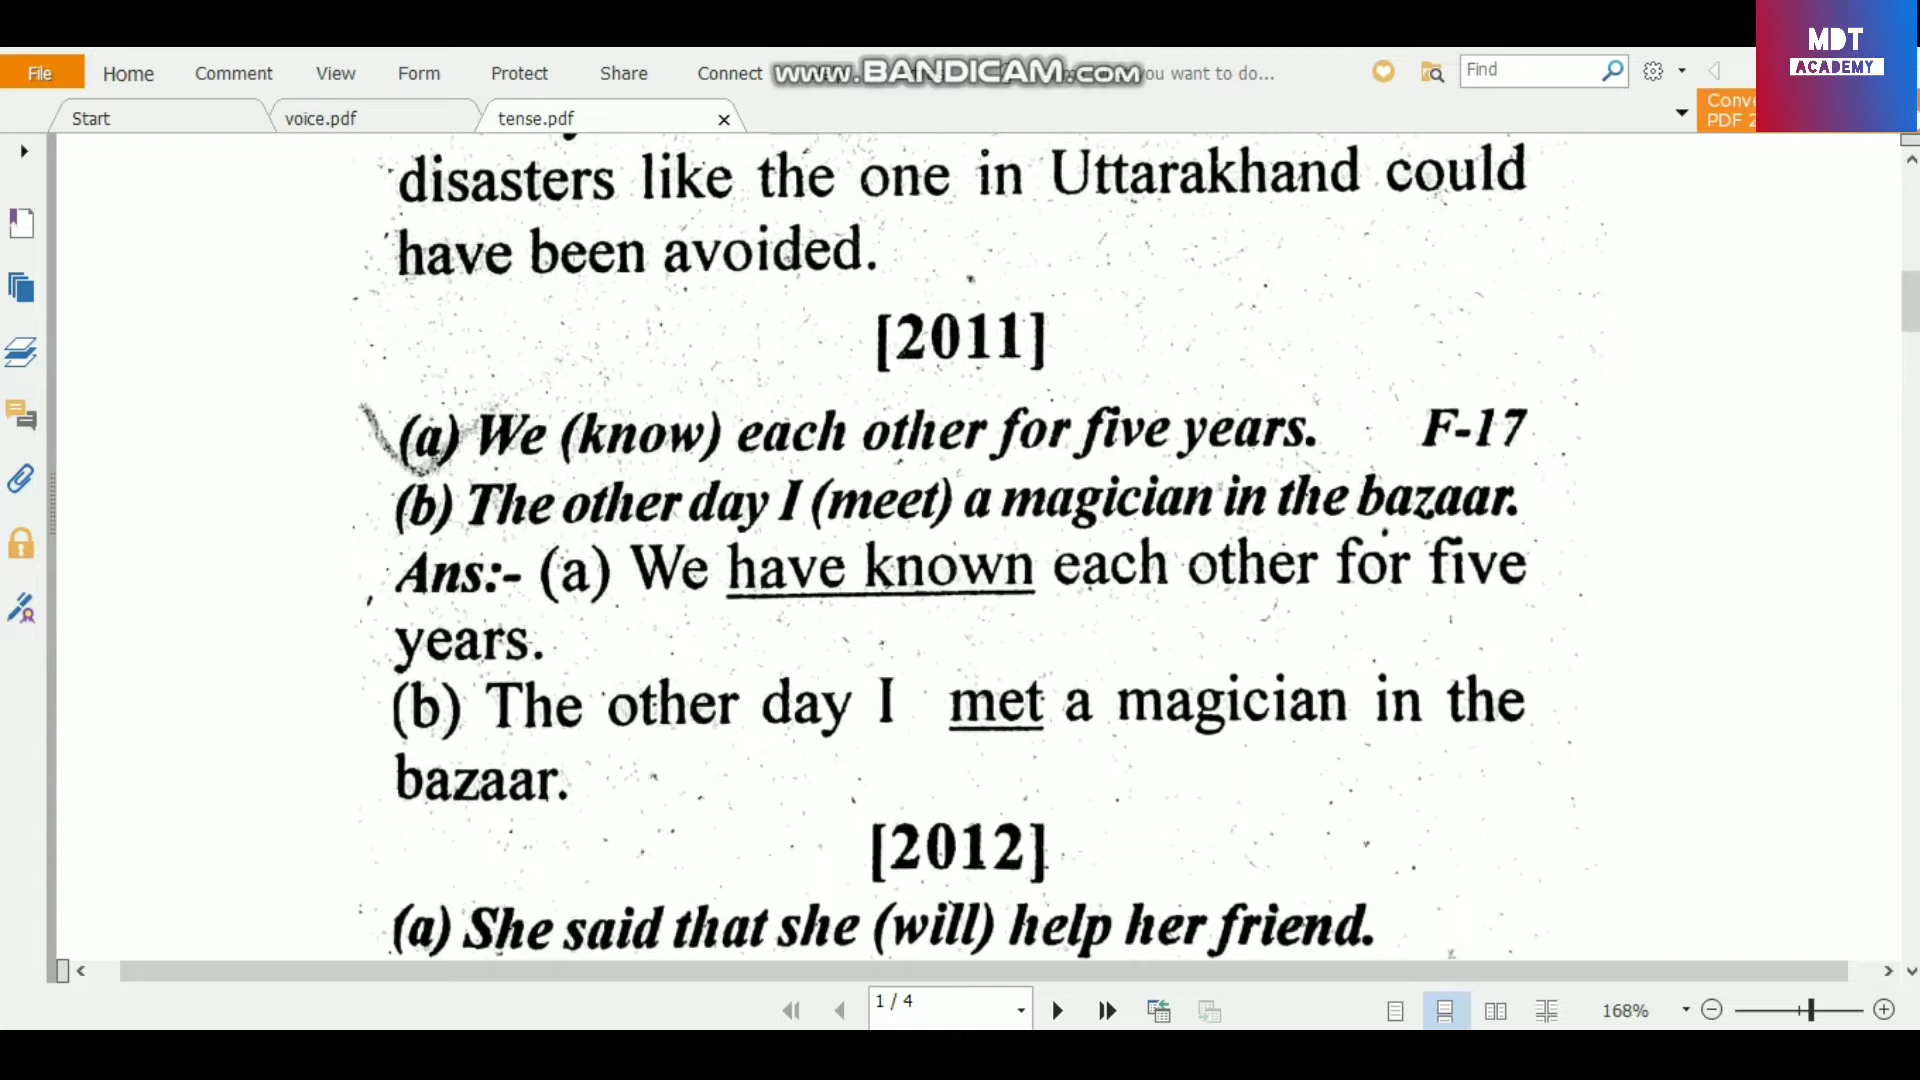 MDT
ACADEMY
File Home Comment View Form Protect Share Connect www.BANDICAM.com you want to do... Find
Conve
PDF 2
Start voice.pdf tense.pdf
disasters like the one in Uttarakhand could
have been avoided.
[2011]
(a) We (know) each other for five years. F-17
(b) The other day I (meet) a magician in the bazaar.
Ans:- (a) We have known each other for five
years.
(b) The other day I met a magician in the
bazaar.
[2012]
(a) She said that she (will) help her friend.
1 / 4 168%